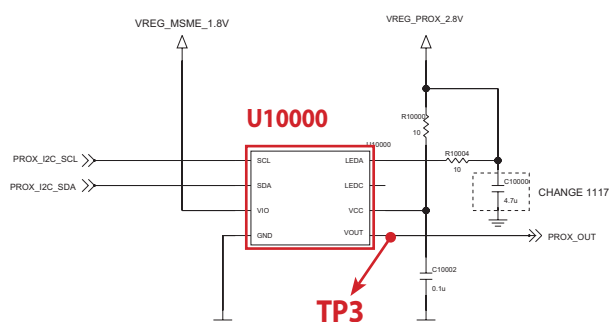 VREG_MSME_1.8V
VREG_PROX_2.8V
U10000
R10000
10
U10000
PROX_I2C_SCL
SCL
LEDA
R10004
10
PROX_I2C_SDA
SDA
LEDC
C10000
4.7u
CHANGE 1117
VIO
VCC
GND
VOUT
PROX_OUT
C10002
0.1u
TP3